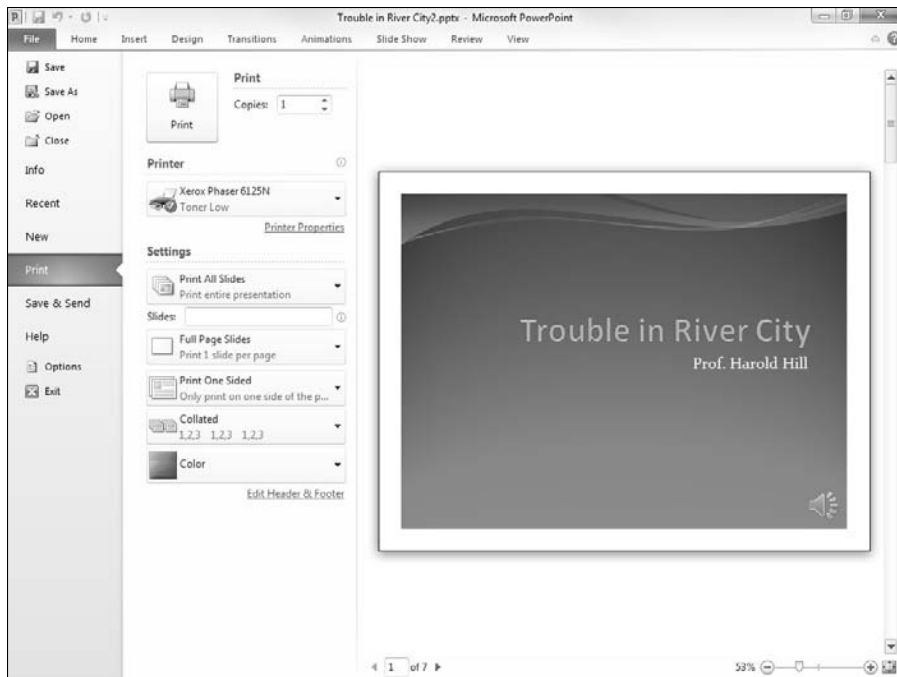 Trouble in River City2.pptx - Microsoft PowerPoint
File Home Insert Design Transitions Animations Slide Show Review View
Save
Save As
Open
Close
Info
Recent
New
Print
Save & Send
Help
Options
Exit
Print
Print
Copies: 1
Printer
Xerox Phaser 6125N
Toner Low
Printer Properties
Settings
Print All Slides
Print entire presentation
Slides:
Full Page Slides
Print 1 slide per page
Print One Sided
Only print on one side of the p...
Collated
1,2,3 1,2,3 1,2,3
Color
Edit Header & Footer
Trouble in River City
Prof. Harold Hill
1 of 7
53%